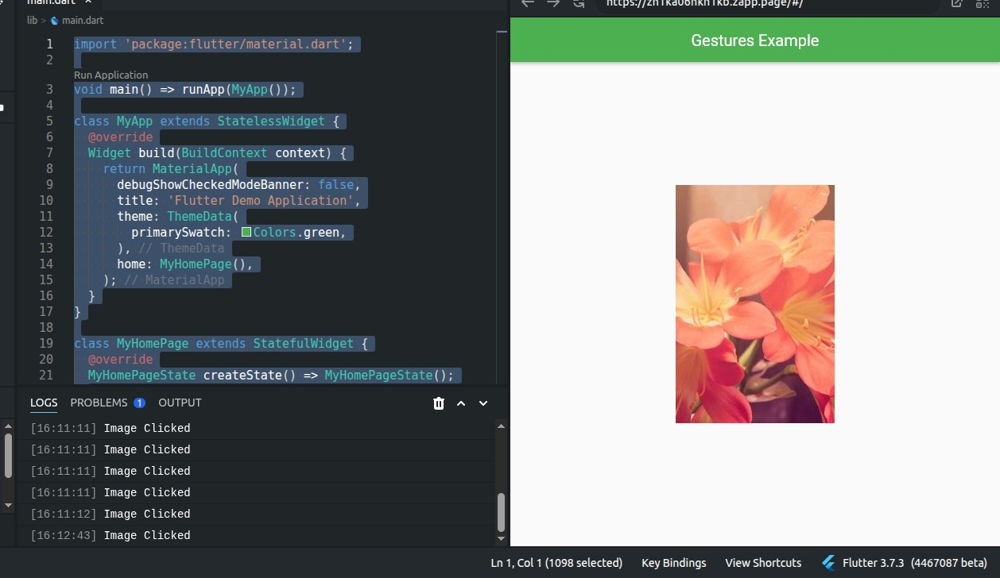 main.dart
https://zh1ka06nkh1kb.zapp.page/#/
lib > main.dart
Gestures Example
1 import 'package:flutter/material.dart';
2
Run Application
3 void main() => runApp(MyApp());
4
5 class MyApp extends StatelessWidget {
6 @override
7 Widget build(BuildContext context) {
8 return MaterialApp(
9 debugShowCheckedModeBanner: false,
10 title: 'Flutter Demo Application',
11 theme: ThemeData(
12 primarySwatch: Colors.green,
13 ), // ThemeData
14 home: MyHomePage(),
15 ); // MaterialApp
16 }
17 }
18
19 class MyHomePage extends StatefulWidget {
20 @override
21 MyHomePageState createState() => MyHomePageState();
LOGS PROBLEMS 1 OUTPUT
[16:11:11] Image Clicked
[16:11:11] Image Clicked
[16:11:11] Image Clicked
[16:11:11] Image Clicked
[16:11:12] Image Clicked
[16:12:43] Image Clicked
Ln 1, Col 1 (1098 selected) Key Bindings View Shortcuts Flutter 3.7.3 (4467087 beta)